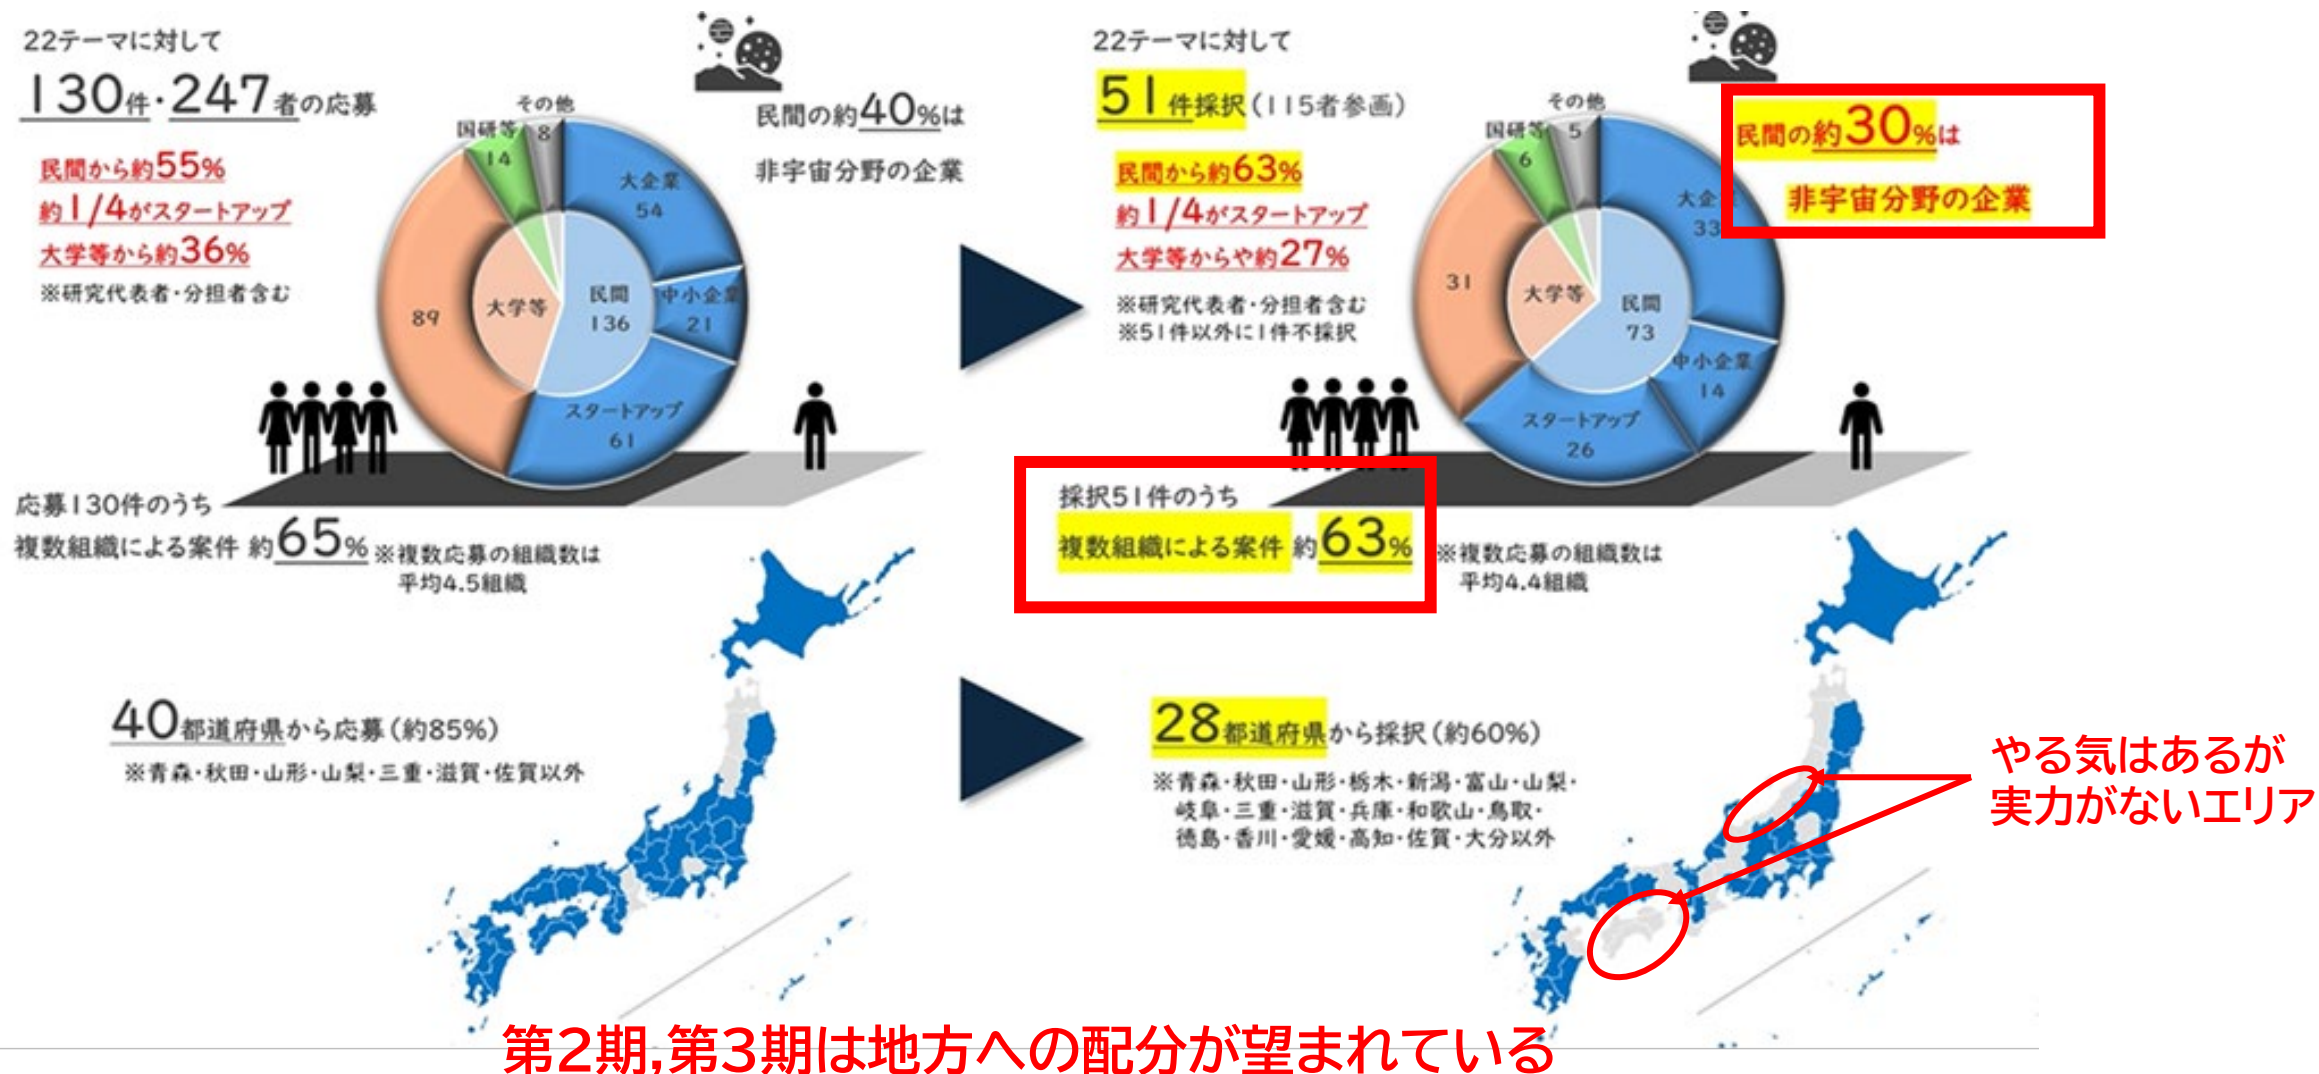 22テーマに対して
130件・247者の応募
民間から約55%
約1/4がスタートアップ
大学等から約36%
※研究代表者・分担者含む
その他
8
国研等
14
大企業
54
中小企業
21
民間
136
大学等
89
スタートアップ
61
民間の約40%は
非宇宙分野の企業
応募130件のうち
複数組織による案件 約65%
※複数応募の組織数は
平均4.5組織
40都道府県から応募(約85%)
※青森・秋田・山形・山梨・三重・滋賀・佐賀以外
22テーマに対して
51件採択(115者参画)
民間から約63%
約1/4がスタートアップ
大学等からや約27%
※研究代表者・分担者含む
※51件以外に1件不採択
その他
5
国研等
6
大企業
33
中小企業
14
民間
73
大学等
31
スタートアップ
26
民間の約30%は
非宇宙分野の企業
採択51件のうち
複数組織による案件 約63%
※複数応募の組織数は
平均4.4組織
28都道府県から採択(約60%)
※青森・秋田・山形・栃木・新潟・富山・山梨・
岐阜・三重・滋賀・兵庫・和歌山・鳥取・
徳島・香川・愛媛・高知・佐賀・大分以外
やる気はあるが
実力がないエリア
第2期,第3期は地方への配分が望まれている